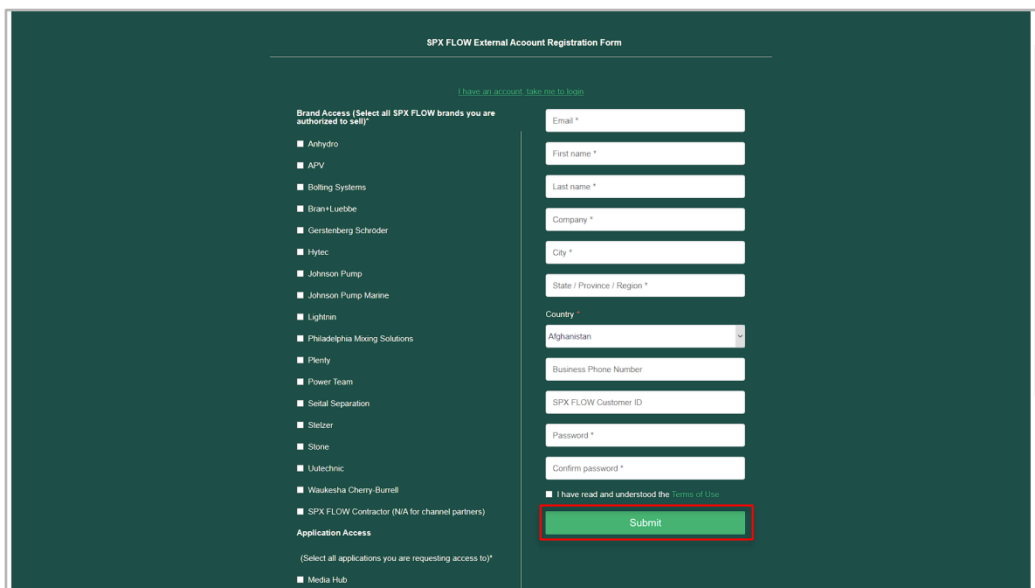 SPX FLOW External Acoount Registration Form
I have an account, take me to login
Brand Access (Select all SPX FLOW brands you are
authorized to sell)*
Anhydro
APV
Bolting Systems
Bran+Luebbe
Gerstenberg Schröder
Hytec
Johnson Pump
Johnson Pump Marine
Lightnin
Philadelphia Mixing Solutions
Plenty
Power Team
Seital Separation
Stelzer
Stone
Uutechnic
Waukesha Cherry-Burrell
SPX FLOW Contractor (N/A for channel partners)
Application Access
(Select all applications you are requesting access to)*
Media Hub
Email *
First name *
Last name *
Company *
City *
State / Province / Region *
Country *
Afghanistan
Business Phone Number
SPX FLOW Customer ID
Password *
Confirm password *
I have read and understood the Terms of Use
Submit